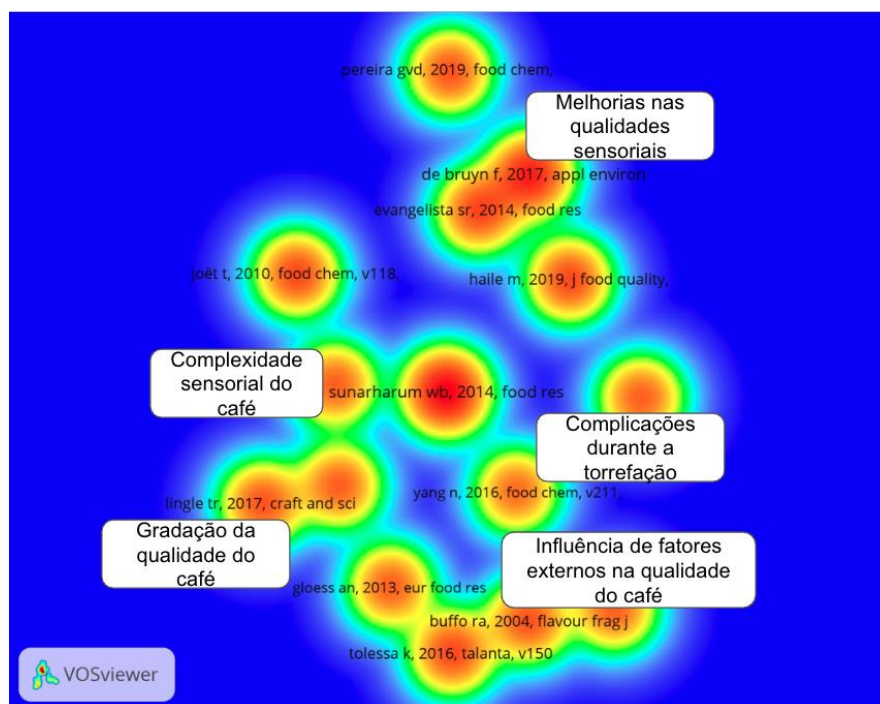 pereira gvd, 2019, food chem,
Melhorias nas
qualidades
sensoriais
de bruyn f, 2017, appl environ
evangelista sr, 2014, food res
joët t, 2010, food chem, v118,
haile m, 2019, j food quality,
Complexidade
sensorial do
café
sunarharum wb, 2014, food res
Complicações
durante a
torrefação
yang n, 2016, food chem, v211,
lingle tr, 2017, craft and sci
Gradação da
qualidade do
café
Influência de fatores
externos na qualidade
do café
gloess an, 2013, eur food res
buffo ra, 2004, flavour frag j
tolessa k, 2016, talanta, v150
VOSviewer